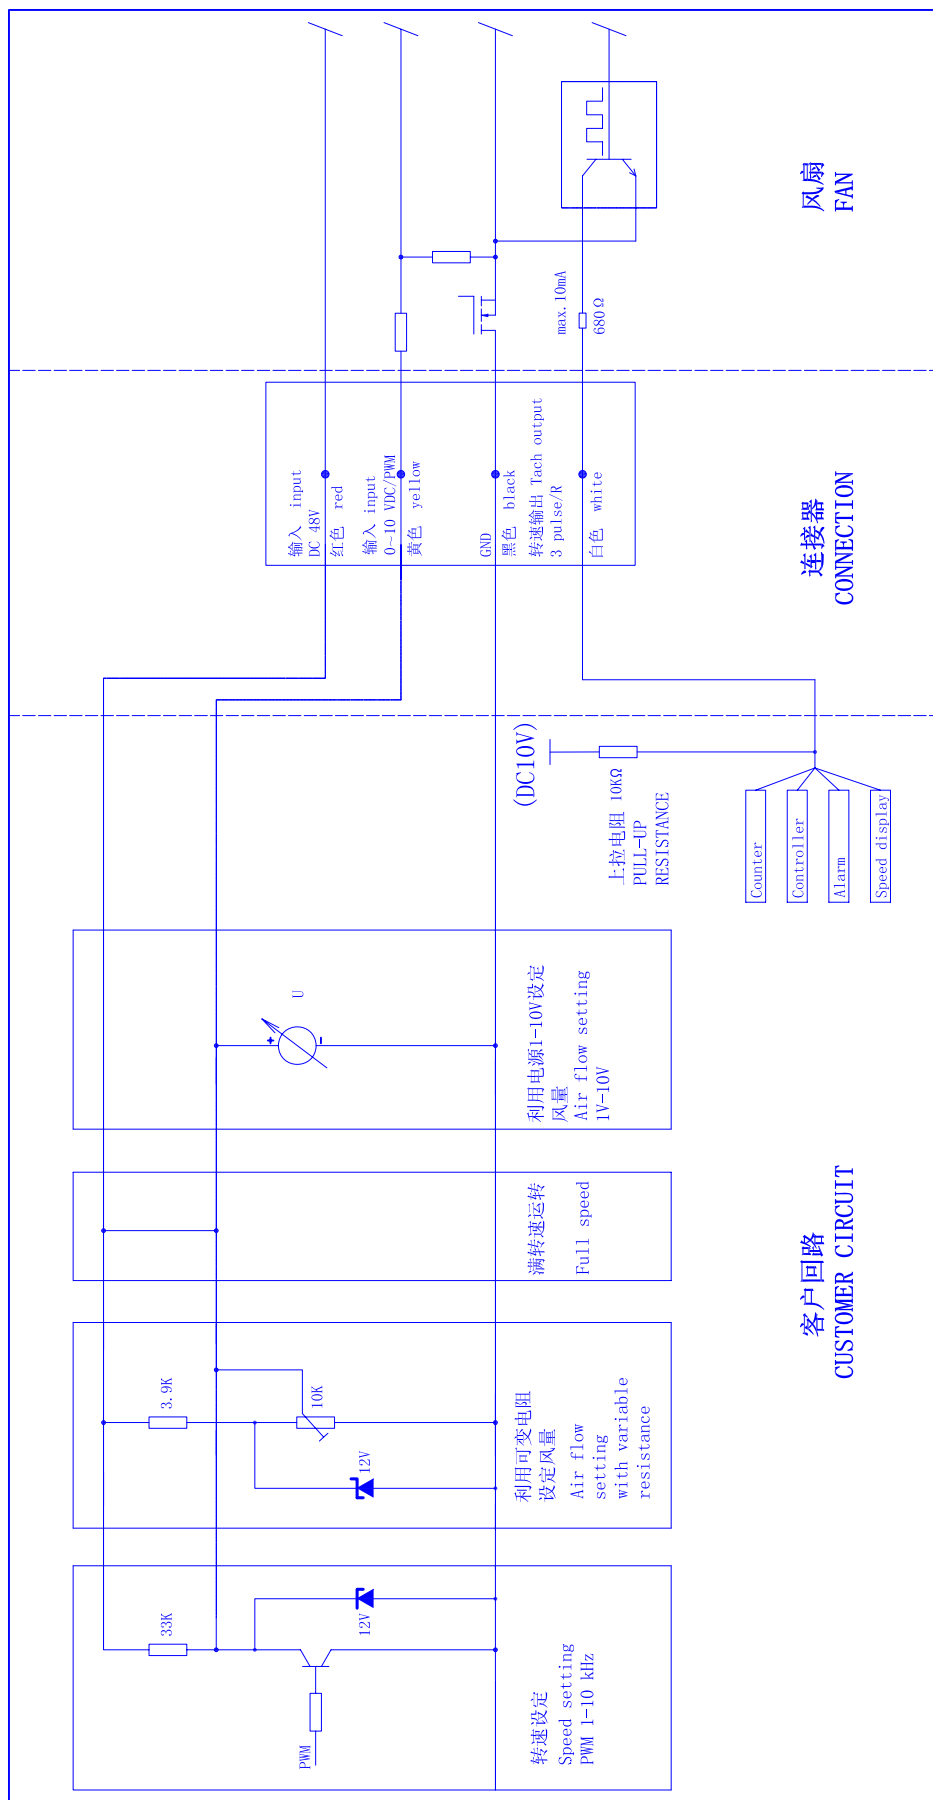 风扇
FAN
max.10mA
680Ω
输入 input
DC 48V
红色 red
输入 input
0~10 VDC/PWM
黄色 yellow
GND
黑色 black
转速输出 Tach output
3 pulse/R
白色 white
连接器
CONNECTION
(DC10V)
上拉电阻 10KΩ
PULL-UP
RESISTANCE
Counter
Controller
Alarm
Speed display
U
+
-
利用电源1-10V设定
风量
Air flow setting
1V-10V
满转速运转
Full speed
客户回路
CUSTOMER CIRCUIT
3.9K
10K
12V
利用可变电阻
设定风量
Air flow
setting
with variable
resistance
33K
12V
PWM
转速设定
Speed setting
PWM 1-10 kHz